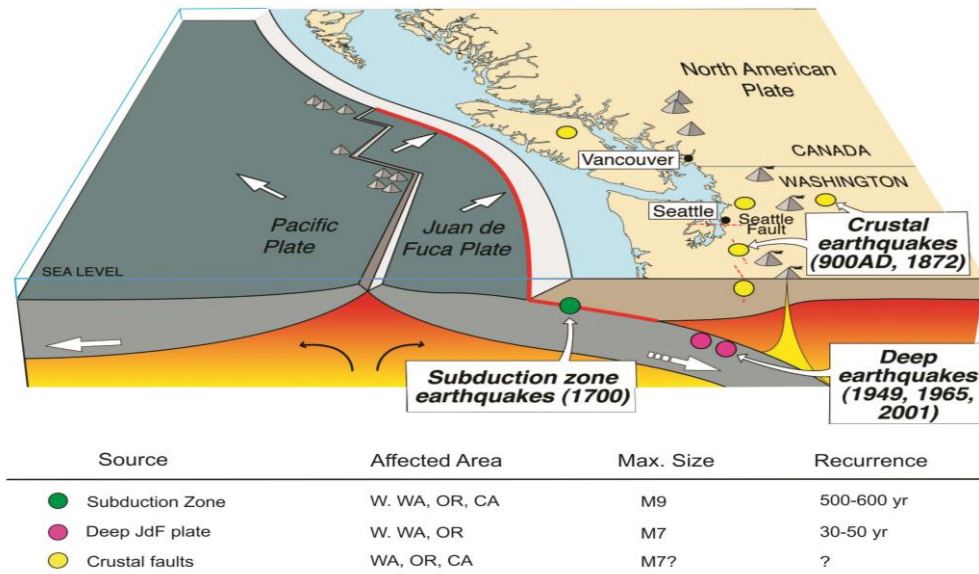 North American
Plate
Vancouver
CANADA
WASHINGTON
Seattle
Seattle
Fault
Pacific
Plate
Juan de
Fuca Plate
Crustal
earthquakes
(900AD, 1872)
SEA LEVEL
Subduction zone
earthquakes (1700)
Deep
earthquakes
(1949, 1965,
2001)
Source Affected Area Max. Size Recurrence
Subduction Zone W. WA, OR, CA M9 500-600 yr
Deep JdF plate W. WA, OR M7 30-50 yr
Crustal faults WA, OR, CA M7? ?